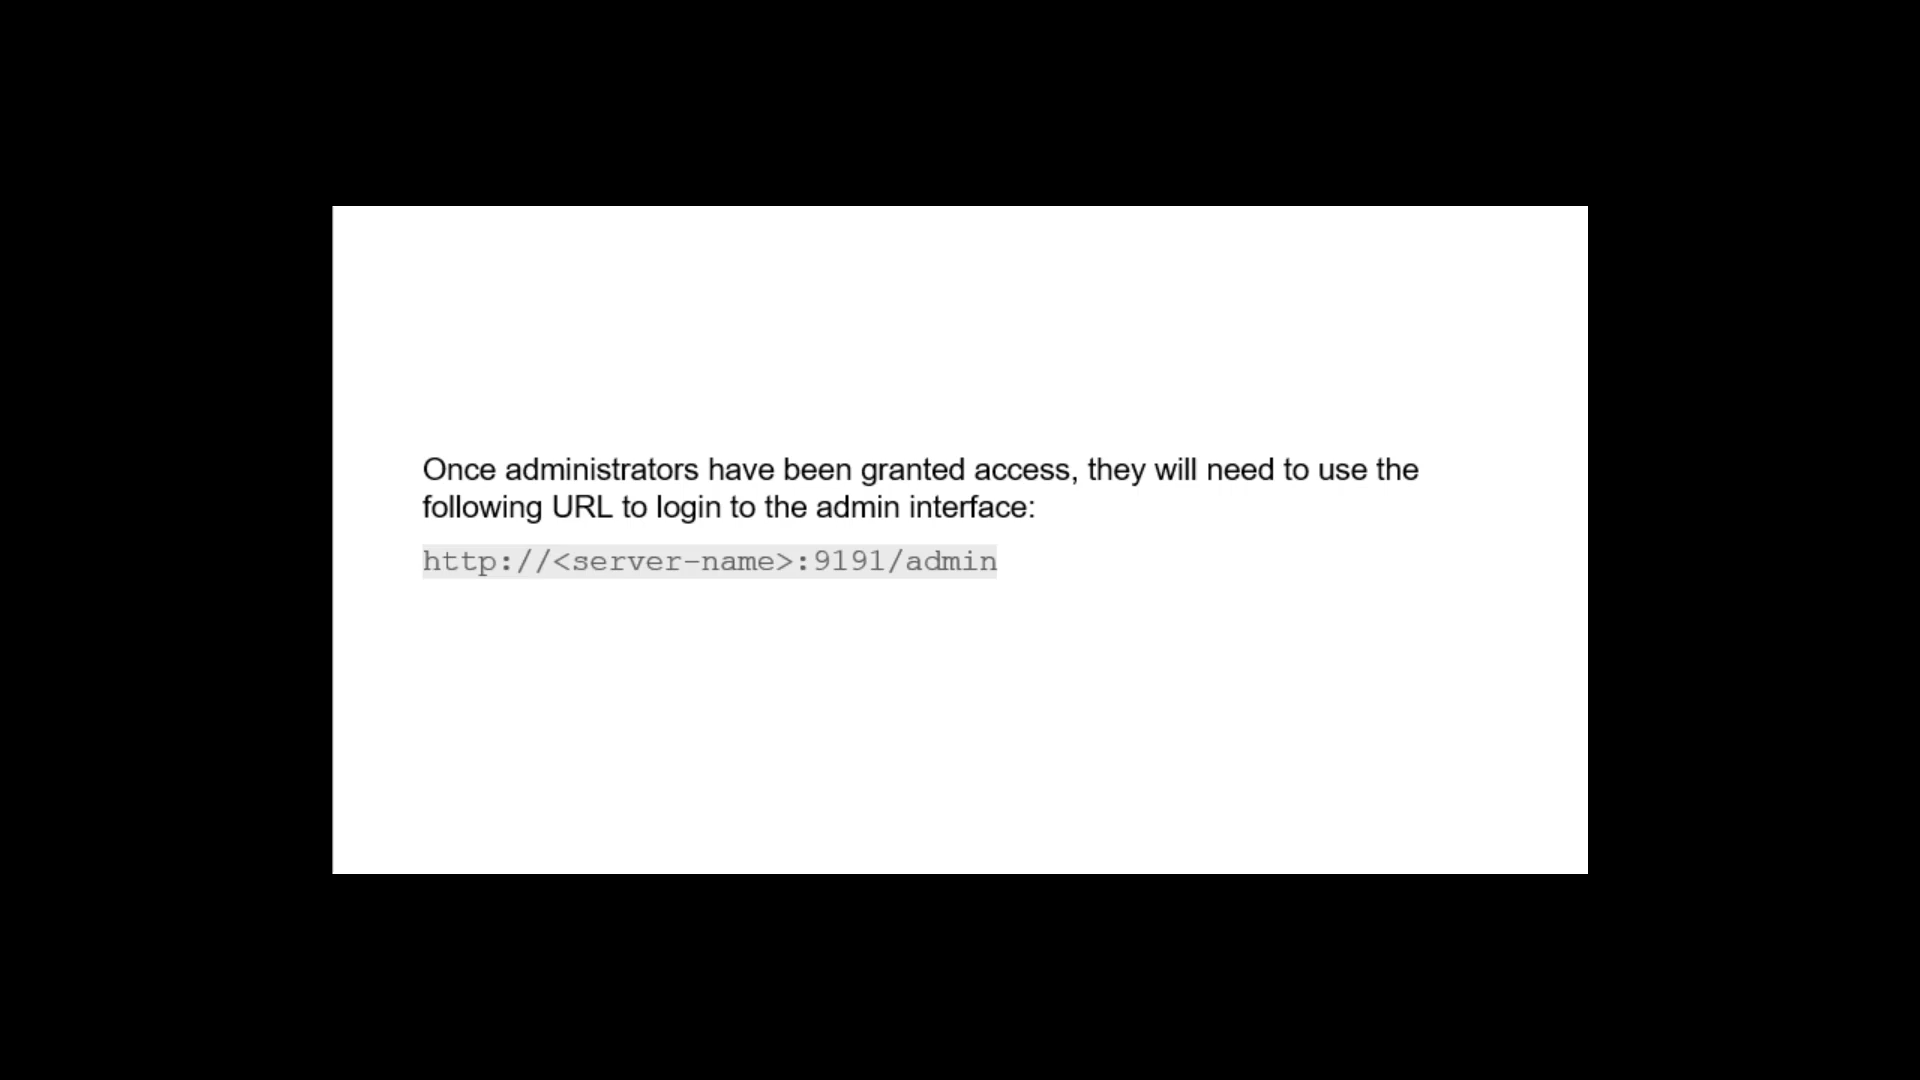 Once administrators have been granted access, they will need to use the
following URL to login to the admin interface:
http://<server-name>:9191/admin